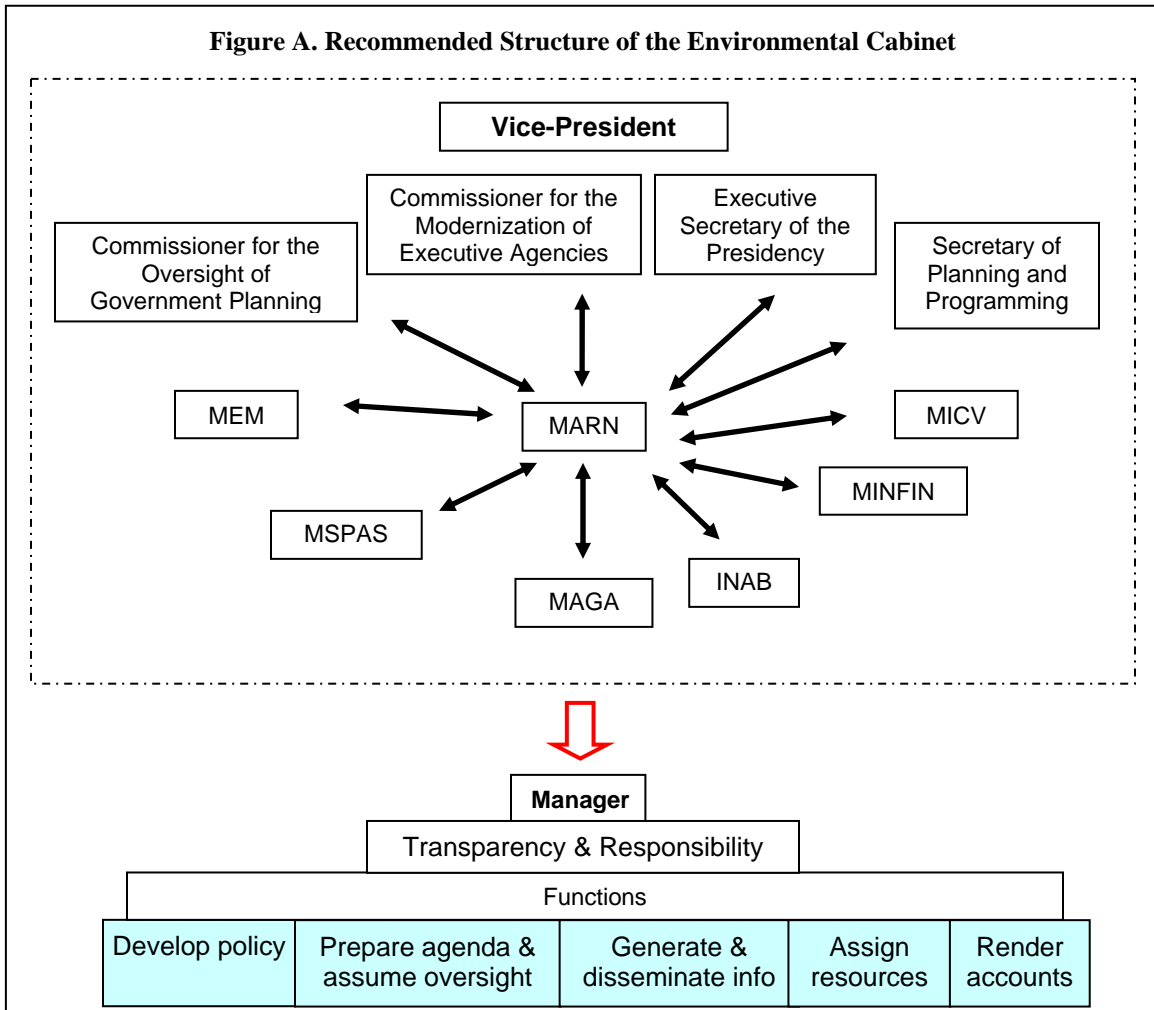 Figure A. Recommended Structure of the Environmental Cabinet
Vice-President
Commissioner for the
Oversight of
Government Planning
Commissioner for the
Modernization of
Executive Agencies
Executive
Secretary of the
Presidency
Secretary of
Planning and
Programming
MEM
MARN
MICV
MINFIN
MSPAS
INAB
MAGA
Manager
Transparency & Responsibility
Functions
Develop policy
Prepare agenda &
assume oversight
Generate &
disseminate info
Assign
resources
Render
accounts